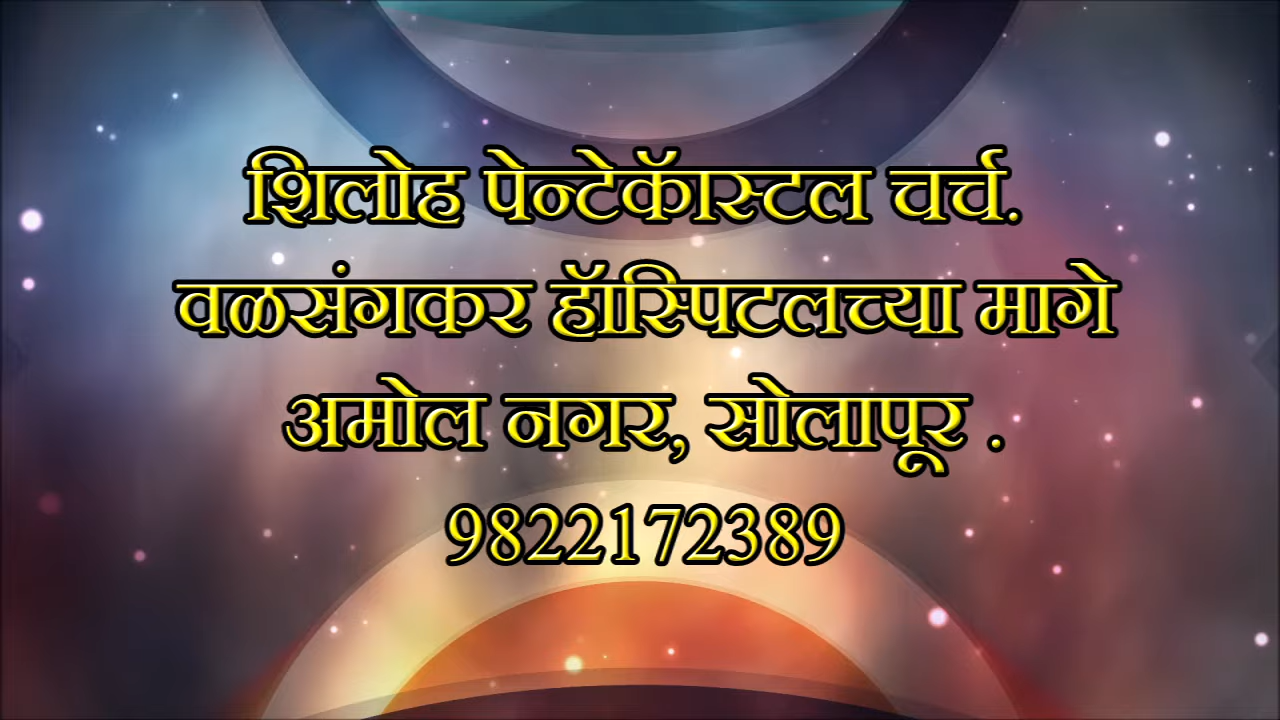 शिलोह पेन्टेकॅास्टल चर्च.
वळसंगकर हॅास्पिटलच्या मागे
अमोल नगर, सोलापूर .
9822172389